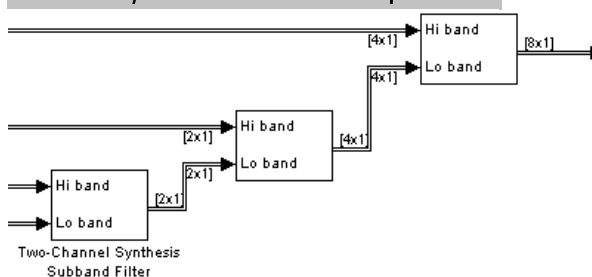 Hi band
[8x1]
[4x1]
Lo band
4x1]
Hi band
[2x1]
[4x1]
Lo band
2x1]
Hi band
[2x1]
Lo band
Two-Channel Synthesis
Subband Filter